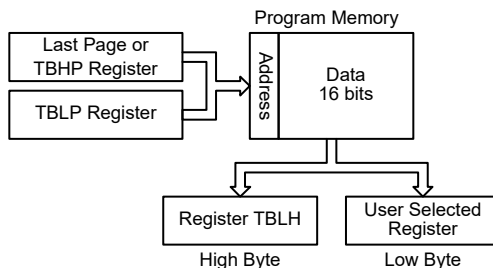 Program Memory
Last Page or
TBHP Register
TBLP Register
Address
Data
16 bits
Register TBLH
High Byte
User Selected
Register
Low Byte